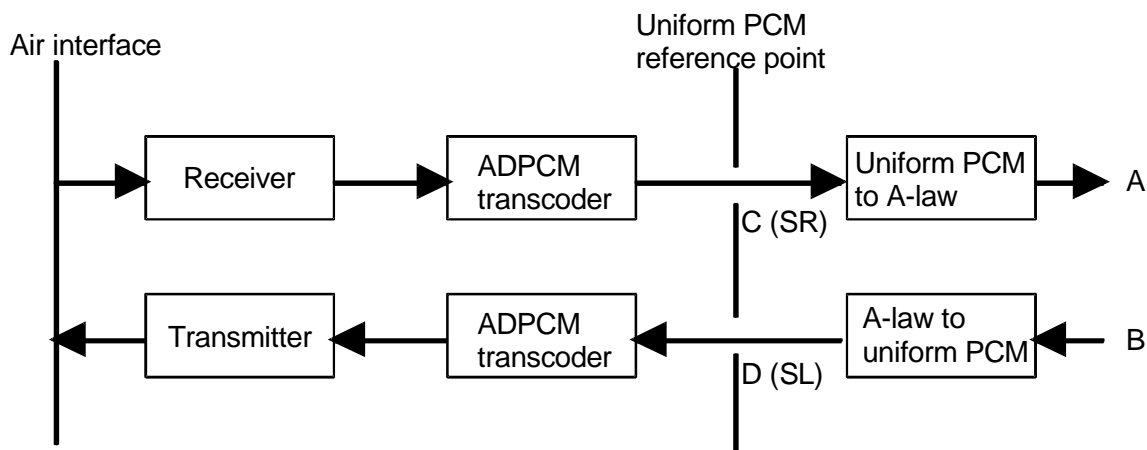 Air interface
Uniform PCM
reference point
Receiver
ADPCM
transcoder
Uniform PCM
to A-law
A
C (SR)
Transmitter
ADPCM
transcoder
A-law to
uniform PCM
B
D (SL)